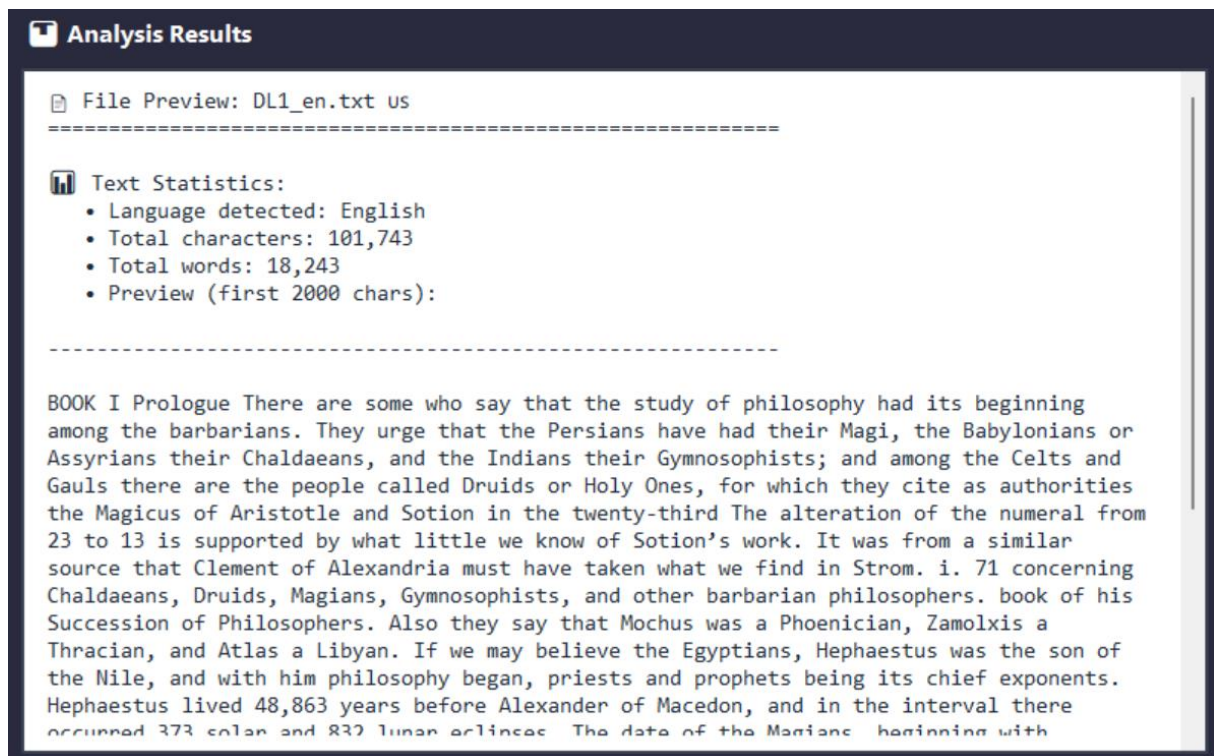 Analysis Results
File Preview: DL1_en.txt US
============================================================
Text Statistics:
• Language detected: English
• Total characters: 101,743
• Total words: 18,243
• Preview (first 2000 chars):
------------------------------------------------------------
BOOK I Prologue There are some who say that the study of philosophy had its beginning
among the barbarians. They urge that the Persians have had their Magi, the Babylonians or
Assyrians their Chaldaeans, and the Indians their Gymnosophists; and among the Celts and
Gauls there are the people called Druids or Holy Ones, for which they cite as authorities
the Magicus of Aristotle and Sotion in the twenty-third The alteration of the numeral from
23 to 13 is supported by what little we know of Sotion’s work. It was from a similar
source that Clement of Alexandria must have taken what we find in Strom. i. 71 concerning
Chaldaeans, Druids, Magians, Gymnosophists, and other barbarian philosophers. book of his
Succession of Philosophers. Also they say that Mochus was a Phoenician, Zamolxis a
Thracian, and Atlas a Libyan. If we may believe the Egyptians, Hephaestus was the son of
the Nile, and with him philosophy began, priests and prophets being its chief exponents.
Hephaestus lived 48,863 years before Alexander of Macedon, and in the interval there
occurred 373 solar and 832 lunar eclipses. The date of the Magians, beginning with